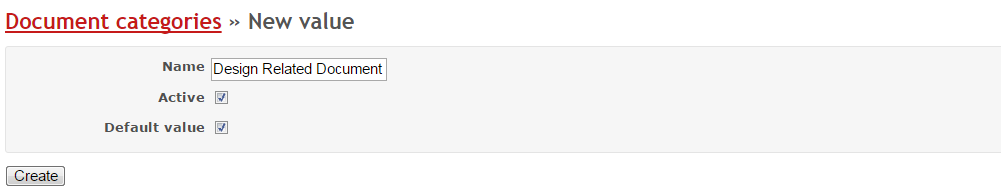 Document categories » New value
Name Design Related Document
Active
Default value
Create